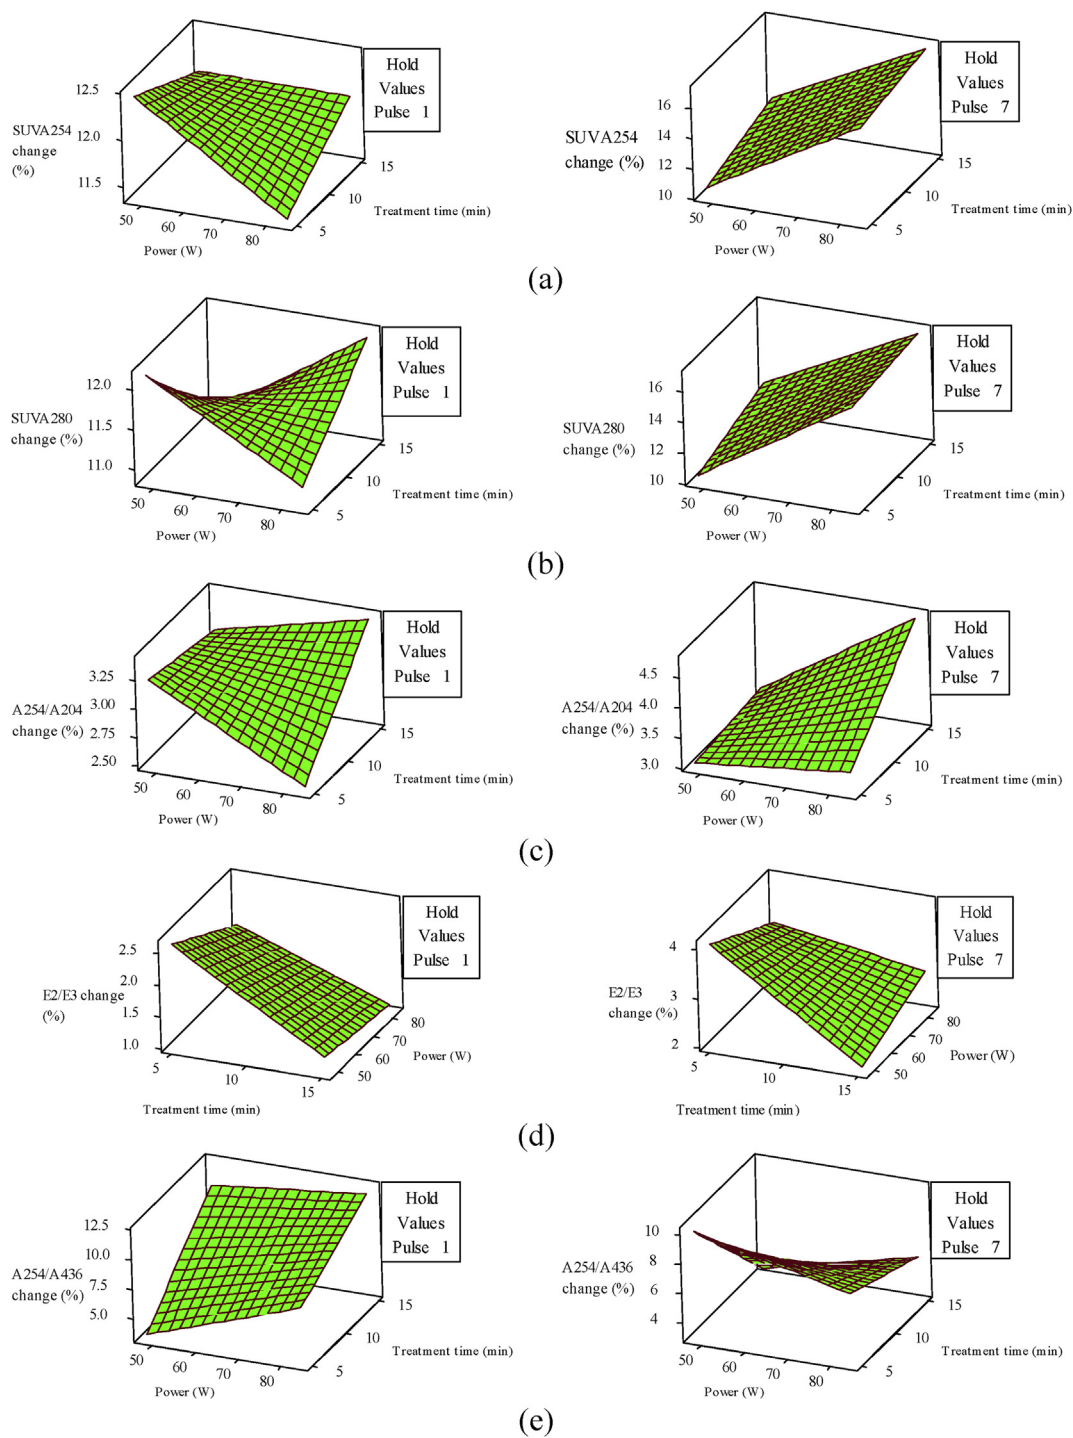 Hold
Values
Pulse 1
12.5
12.0
11.5
SUVA254
change
(%)
50
60
70
80
Power (W)
5
10
15
Treatment time (min)
Hold
Values
Pulse 7
16
14
12
10
SUVA254
change (%)
50
60
70
80
Power (W)
5
10
15
Treatment time (min)
(a)
Hold
Values
Pulse 1
12.0
11.5
11.0
SUVA280
change (%)
50
60
70
80
Power (W)
5
10
15
Treatment time (min)
Hold
Values
Pulse 7
16
14
12
10
SUVA280
change (%)
50
60
70
80
Power (W)
5
10
15
Treatment time (min)
(b)
Hold
Values
Pulse 1
3.25
3.00
2.75
2.50
A254/A204
change (%)
50
60
70
80
Power (W)
5
10
15
Treatment time (min)
Hold
Values
Pulse 7
4.5
4.0
3.5
3.0
A254/A204
change (%)
50
60
70
80
Power (W)
5
10
15
Treatment time (min)
(c)
Hold
Values
Pulse 1
2.5
2.0
1.5
1.0
E2/E3 change
(%)
5
10
15
Treatment time (min)
50
60
70
80
Power (W)
Hold
Values
Pulse 7
4
3
2
E2/E3
change (%)
5
10
15
Treatment time (min)
50
60
70
80
Power (W)
(d)
Hold
Values
Pulse 1
12.5
10.0
7.5
5.0
A254/A436
change (%)
50
60
70
80
Power (W)
5
10
15
Treatment time (min)
Hold
Values
Pulse 7
10
8
6
4
A254/A436
change (%)
50
60
70
80
Power (W)
5
10
15
Treatment time (min)
(e)